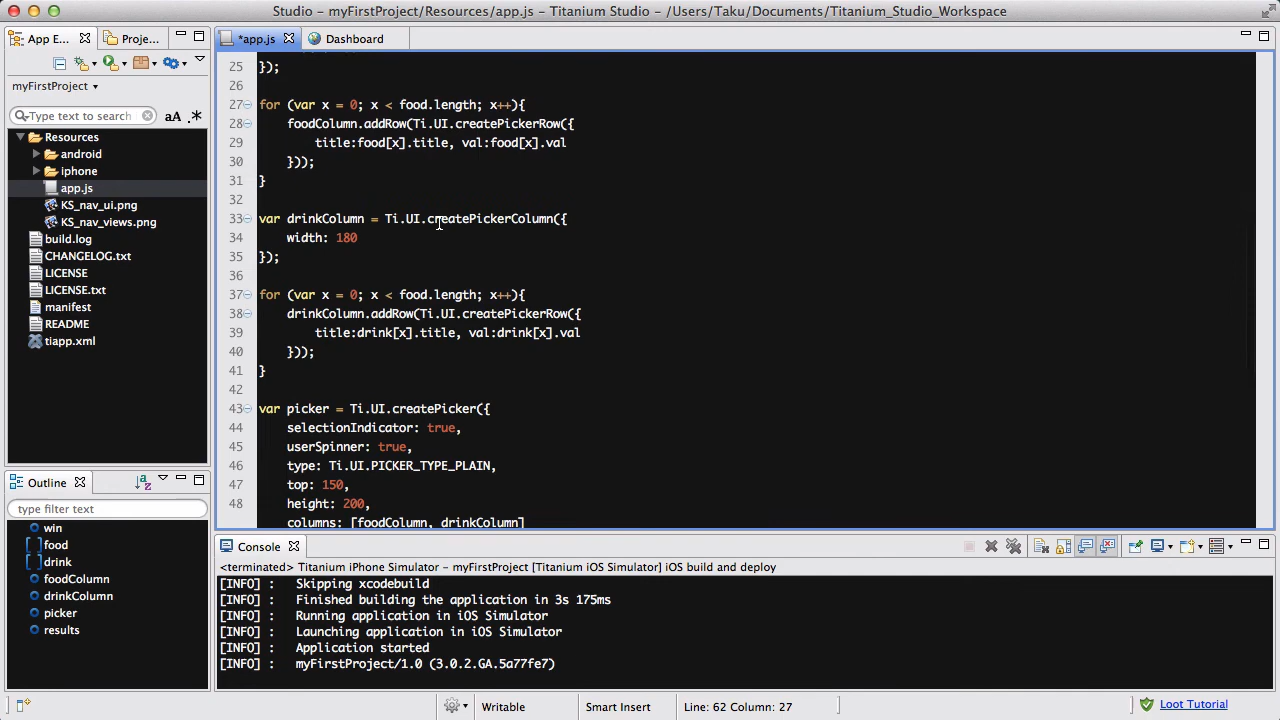 Studio - myFirstProject/Resources/app.js - Titanium Studio - /Users/Taku/Documents/Titanium_Studio_Workspace
App E...
Proje...
myFirstProject
Type text to search
aA
.*
Resources
android
iphone
app.js
KS_nav_ui.png
KS_nav_views.png
build.log
CHANGELOG.txt
LICENSE
LICENSE.txt
manifest
README
tiapp.xml
Outline
type filter text
win
food
drink
foodColumn
drinkColumn
picker
results
*app.js
Dashboard
25 });
26
27 for (var x = 0; x < food.length; x++){
28 foodColumn.addRow(Ti.UI.createPickerRow({
29 title:food[x].title, val:food[x].val
30 }));
31 }
32
33 var drinkColumn = Ti.UI.createPickerColumn({
34 width: 180
35 });
36
37 for (var x = 0; x < food.length; x++){
38 drinkColumn.addRow(Ti.UI.createPickerRow({
39 title:drink[x].title, val:drink[x].val
40 }));
41 }
42
43 var picker = Ti.UI.createPicker({
44 selectionIndicator: true,
45 userSpinner: true,
46 type: Ti.UI.PICKER_TYPE_PLAIN,
47 top: 150,
48 height: 200,
columns: [foodColumn, drinkColumn]
Console
<terminated> Titanium iPhone Simulator - myFirstProject [Titanium iOS Simulator] iOS build and deploy
[INFO] : Skipping xcodebuild
[INFO] : Finished building the application in 3s 175ms
[INFO] : Running application in iOS Simulator
[INFO] : Launching application in iOS Simulator
[INFO] : Application started
[INFO] : myFirstProject/1.0 (3.0.2.GA.5a77fe7)
Writable
Smart Insert
Line: 62 Column: 27
Loot Tutorial